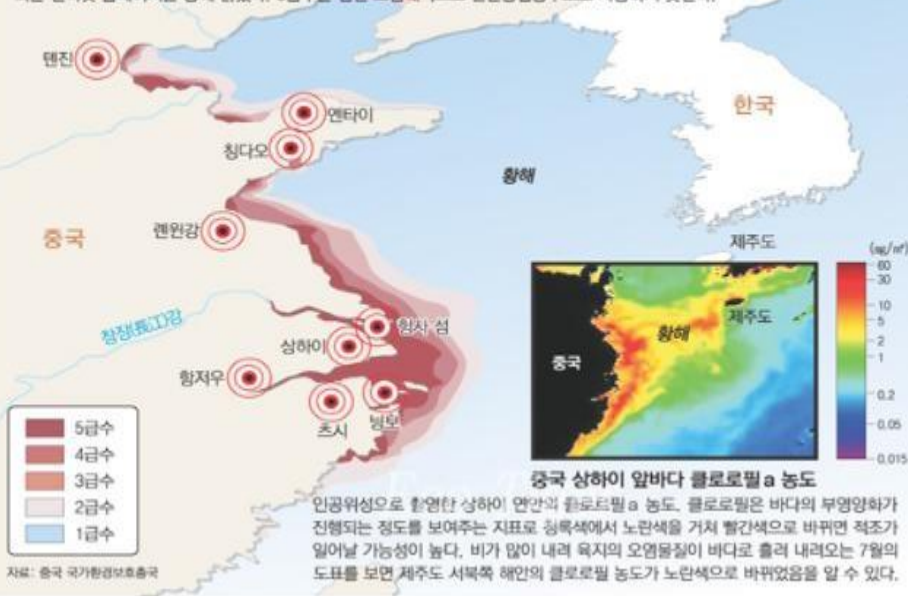 텐진
옌타이
한국
칭다오
황해
중국
롄윈강
제주도
(㎎/㎥)
60
30
10
5
2
1
0.2
0.05
0.015
황해
제주도
중국
창장(長江)강
헝사 섬
상하이
항저우
츠시
닝보
5급수
4급수
3급수
2급수
1급수
자료: 중국 국가환경보호총국
중국 상하이 앞바다 클로로필a 농도
인공위성으로 촬영한 상하이 연안의 클로로필a 농도. 클로로필은 바다의 부영양화가
진행되는 정도를 보여주는 지표로 청록색에서 노란색을 거쳐 빨간색으로 바뀌면 적조가
일어날 가능성이 높다. 비가 많이 내려 육지의 오염물질이 바다로 흘러 내려오는 7월의
도표를 보면 제주도 서북쪽 해안의 클로로필 농도가 노란색으로 바뀌었음을 알 수 있다.